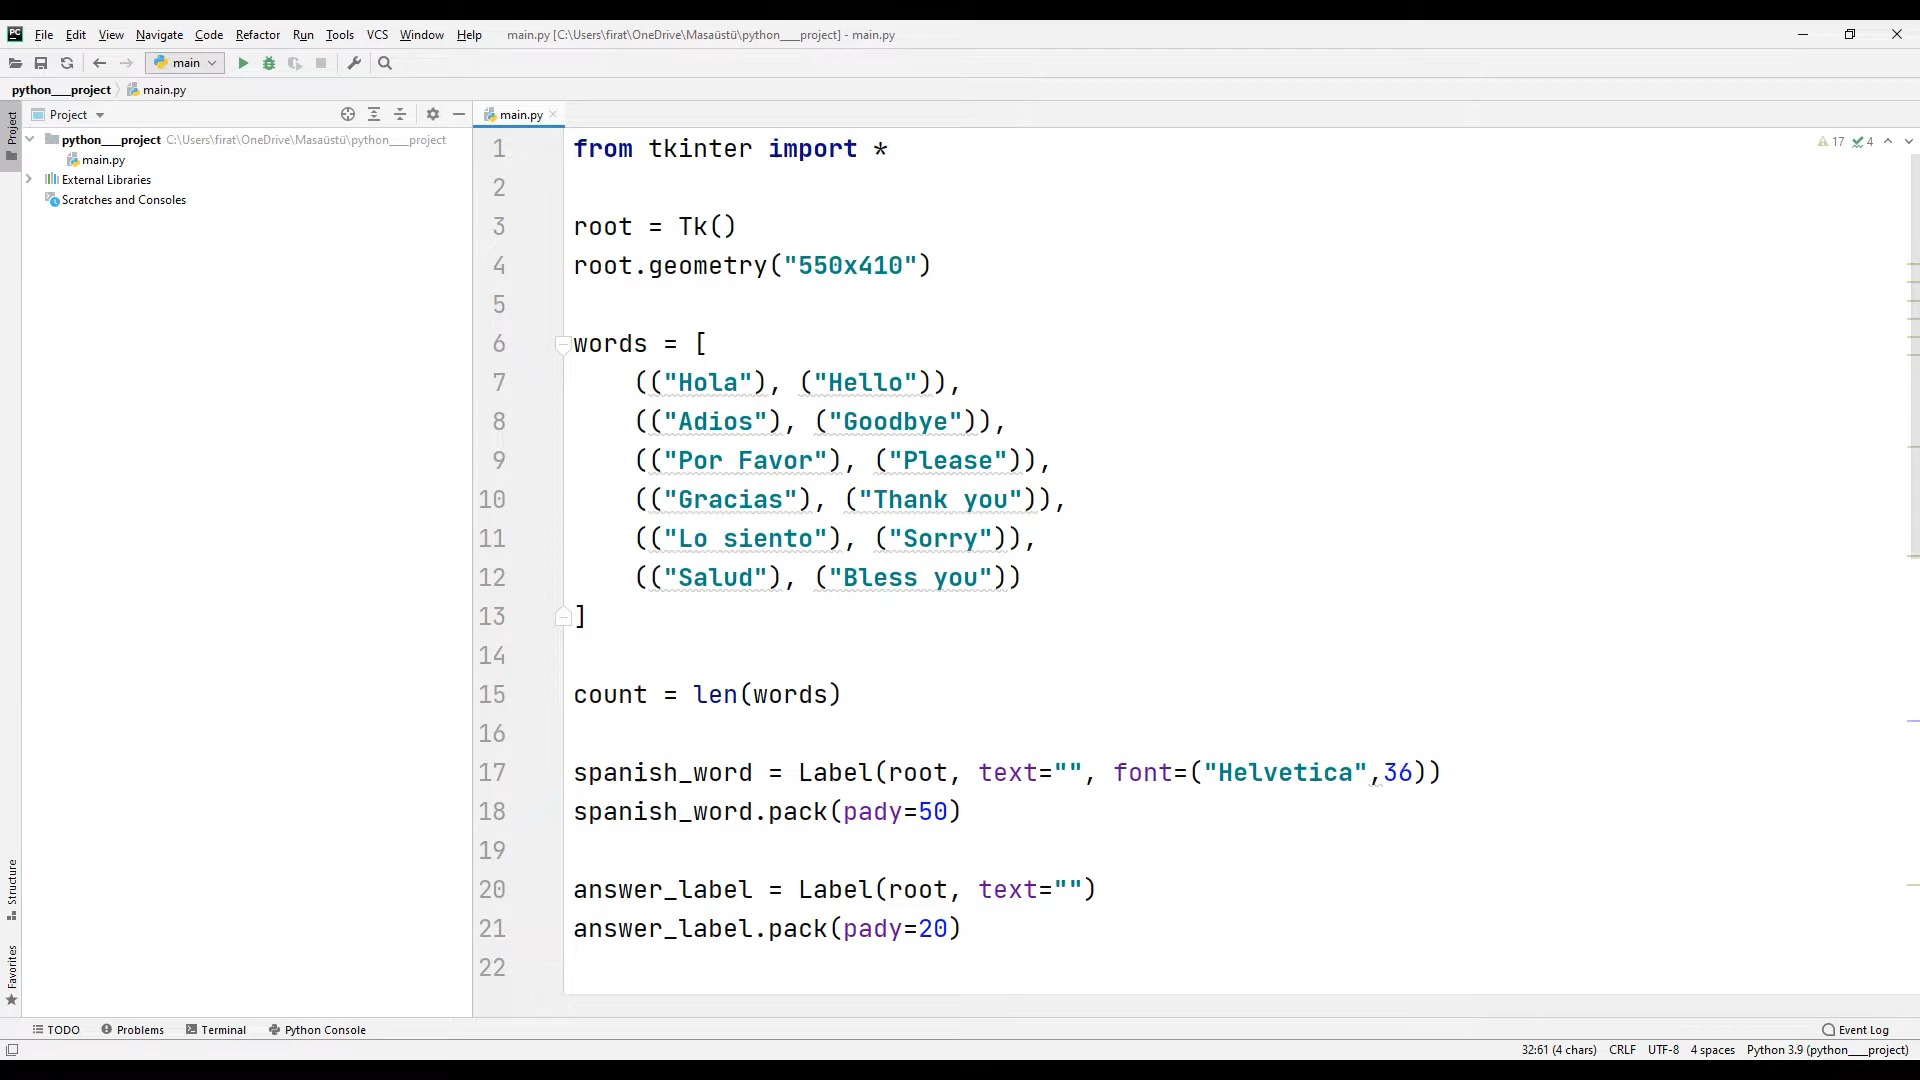 PC File Edit View Navigate Code Refactor Run Tools VCS Window Help main.py [C:\Users\firat\OneDrive\Masaüstü\python___project] - main.py
main
python___project main.py
Project
Project
python___project C:\Users\firat\OneDrive\Masaüstü\python___project
main.py
External Libraries
Scratches and Consoles
Structure
Favorites
main.py
17 4
1 from tkinter import *
2
3 root = Tk()
4 root.geometry("550x410")
5
6 words = [
7 (("Hola"), ("Hello")),
8 (("Adios"), ("Goodbye")),
9 (("Por Favor"), ("Please")),
10 (("Gracias"), ("Thank you")),
11 (("Lo siento"), ("Sorry")),
12 (("Salud"), ("Bless you"))
13 ]
14
15 count = len(words)
16
17 spanish_word = Label(root, text="", font=("Helvetica",36))
18 spanish_word.pack(pady=50)
19
20 answer_label = Label(root, text="")
21 answer_label.pack(pady=20)
22
TODO Problems Terminal Python Console Event Log
32:61 (4 chars) CRLF UTF-8 4 spaces Python 3.9 (python___project)